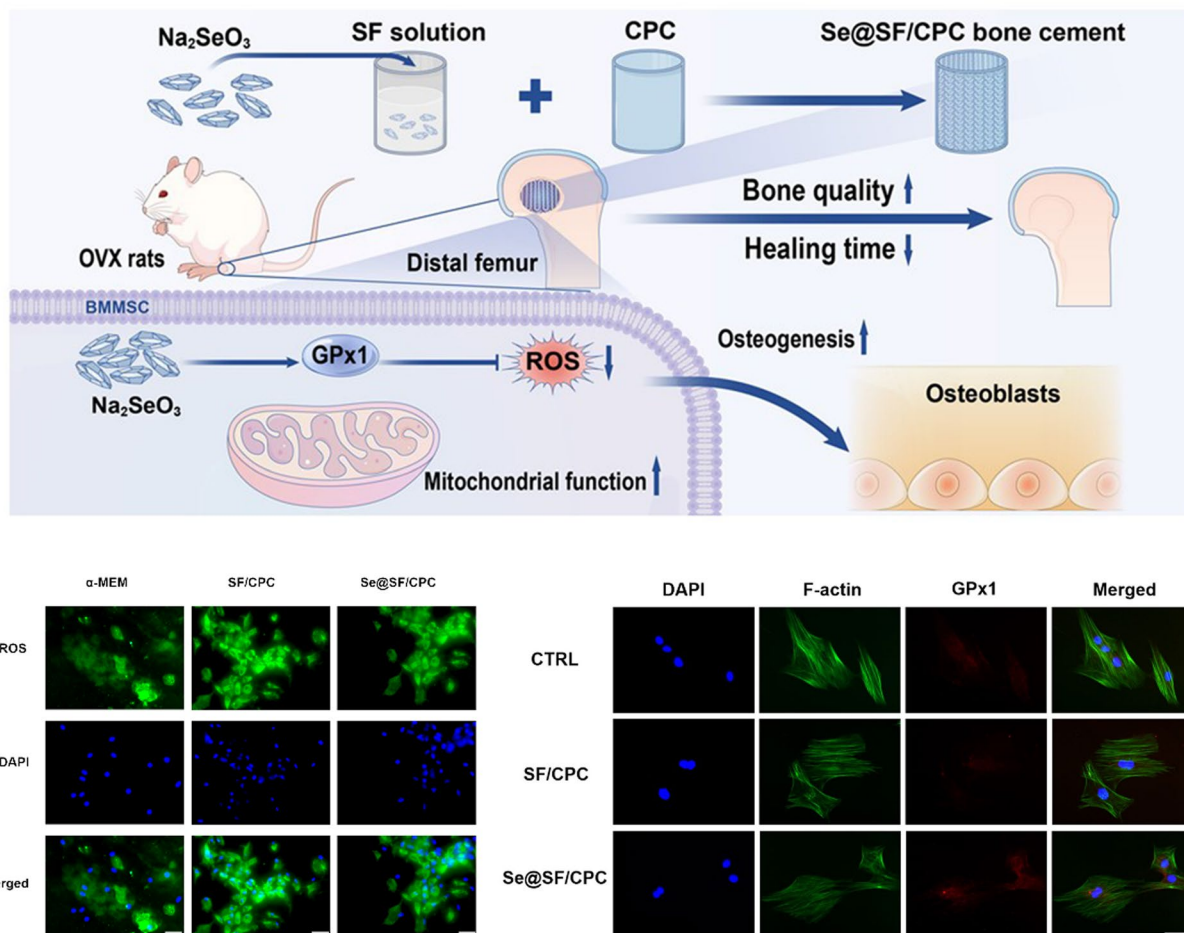 Na₂SeO₃
SF solution
CPC
Se@SF/CPC bone cement
OVX rats
Distal femur
Bone quality
Healing time
BMMSC
Na₂SeO₃
GPx1
ROS
Mitochondrial function
Osteogenesis
Osteoblasts
α-MEM SF/CPC Se@SF/CPC
ROS
DAPI
erged
DAPI F-actin GPx1 Merged
CTRL
SF/CPC
Se@SF/CPC